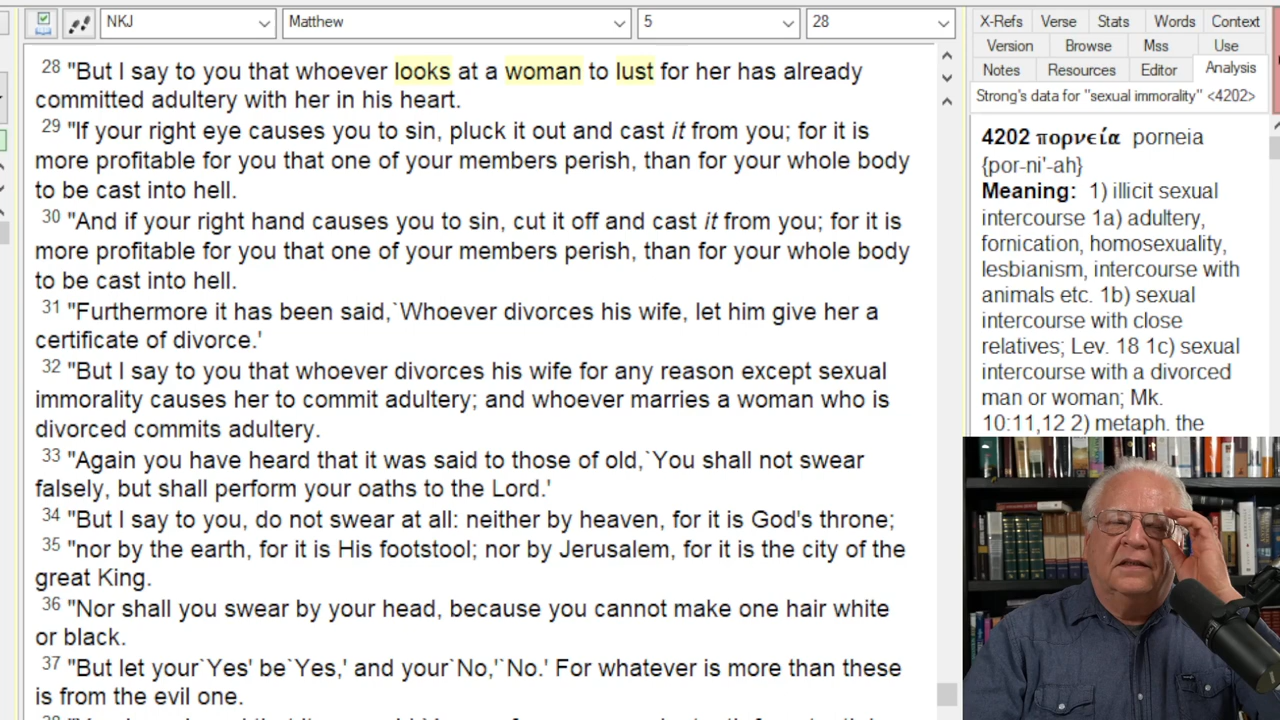 NKJ Matthew 5 28
28 "But I say to you that whoever looks at a woman to lust for her has already
committed adultery with her in his heart.
29 "If your right eye causes you to sin, pluck it out and cast it from you; for it is
more profitable for you that one of your members perish, than for your whole body
to be cast into hell.
30 "And if your right hand causes you to sin, cut it off and cast it from you; for it is
more profitable for you that one of your members perish, than for your whole body
to be cast into hell.
31 "Furthermore it has been said,`Whoever divorces his wife, let him give her a
certificate of divorce.'
32 "But I say to you that whoever divorces his wife for any reason except sexual
immorality causes her to commit adultery; and whoever marries a woman who is
divorced commits adultery.
33 "Again you have heard that it was said to those of old,`You shall not swear
falsely, but shall perform your oaths to the Lord.'
34 "But I say to you, do not swear at all: neither by heaven, for it is God's throne;
35 "nor by the earth, for it is His footstool; nor by Jerusalem, for it is the city of the
great King.
36 "Nor shall you swear by your head, because you cannot make one hair white
or black.
37 "But let your`Yes' be`Yes,' and your`No,'`No.' For whatever is more than these
is from the evil one.
X-Refs Verse Stats Words Context
Version Browse Mss Use
Notes Resources Editor Analysis
Strong's data for "sexual immorality" <4202>
4202 πορνεία porneia
{por-ni'-ah}
Meaning: 1) illicit sexual
intercourse 1a) adultery,
fornication, homosexuality,
lesbianism, intercourse with
animals etc. 1b) sexual
intercourse with close
relatives; Lev. 18 1c) sexual
intercourse with a divorced
man or woman; Mk.
10:11,12 2) metaph. the